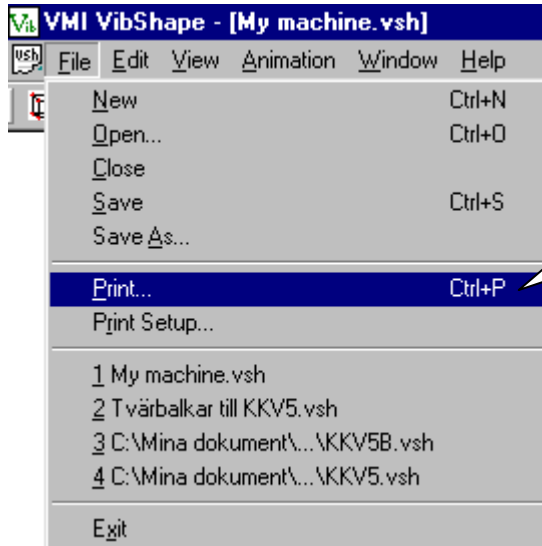 Vib VMI VibShape - [My machine.vsh]
vsh File Edit View Animation Window Help
New Ctrl+N
Open... Ctrl+O
Close
Save Ctrl+S
Save As...
Print... Ctrl+P
Print Setup...
1 My machine.vsh
2 Tvärbalkar till KKV5.vsh
3 C:\Mina dokument\...\KKV5B.vsh
4 C:\Mina dokument\...\KKV5.vsh
Exit